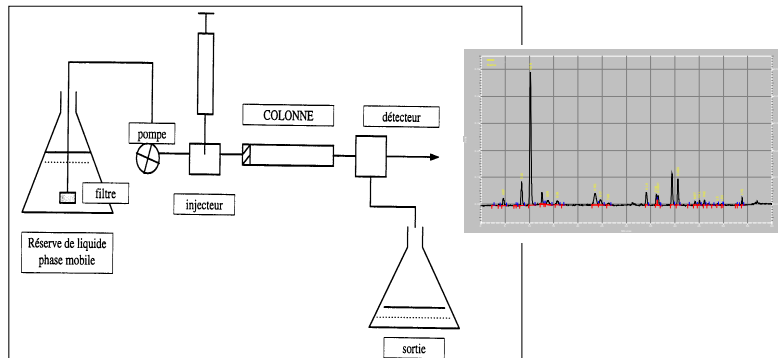 COLONNE
détecteur
pompe
filtre
injecteur
Réserve de liquide
phase mobile
sortie